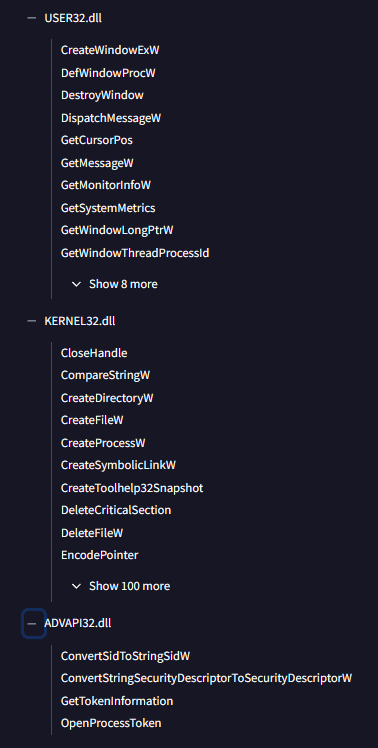 USER32.dll
CreateWindowExW
DefWindowProcW
DestroyWindow
DispatchMessageW
GetCursorPos
GetMessageW
GetMonitorInfoW
GetSystemMetrics
GetWindowLongPtrW
GetWindowThreadProcessId
Show 8 more
KERNEL32.dll
CloseHandle
CompareStringW
CreateDirectoryW
CreateFileW
CreateProcessW
CreateSymbolicLinkW
CreateToolhelp32Snapshot
DeleteCriticalSection
DeleteFileW
EncodePointer
Show 100 more
ADVAPI32.dll
ConvertSidToStringSidW
ConvertStringSecurityDescriptorToSecurityDescriptorW
GetTokenInformation
OpenProcessToken